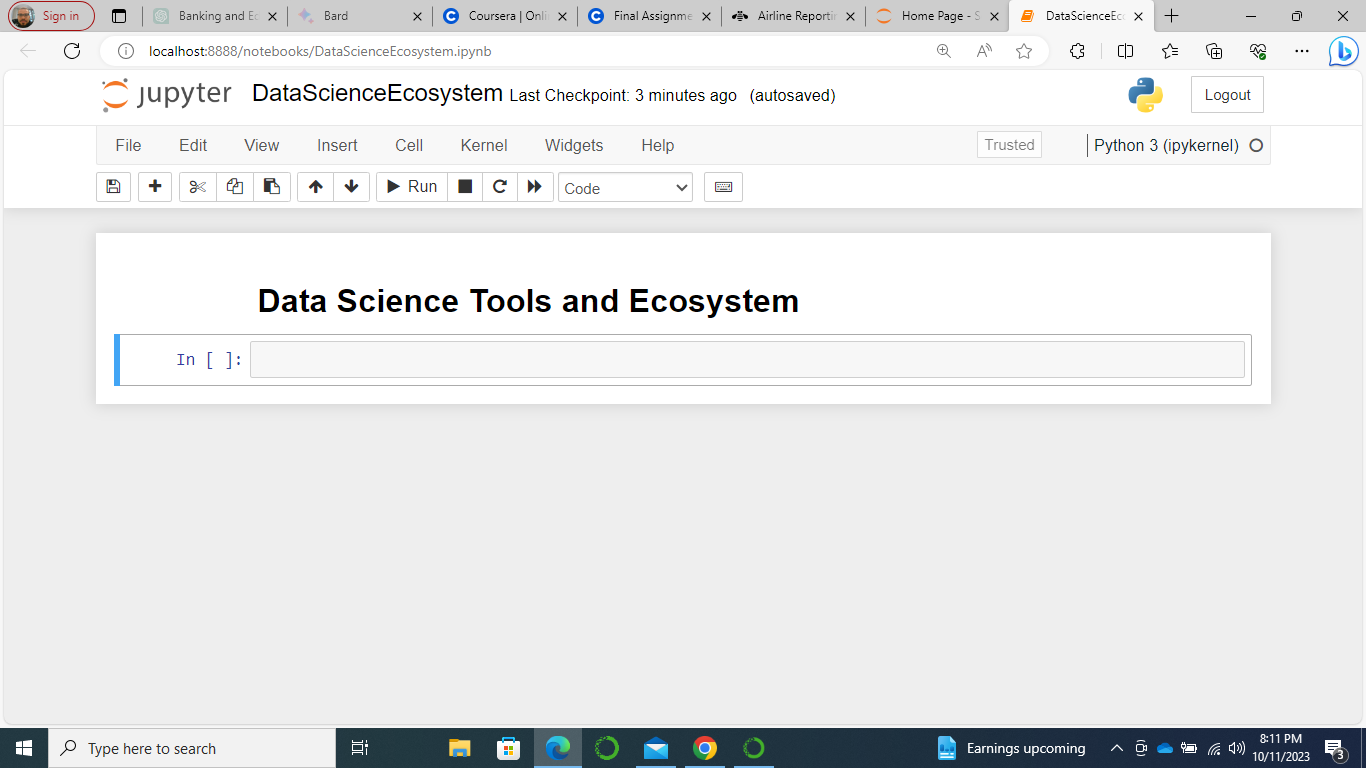 Sign in
Banking and Ec
Bard
Coursera | Onli
Final Assignme
Airline Reportin
Home Page - S
DataScienceEco
localhost:8888/notebooks/DataScienceEcosystem.ipynb
jupyter DataScienceEcosystem Last Checkpoint: 3 minutes ago (autosaved)
Logout
File Edit View Insert Cell Kernel Widgets Help
Trusted
Python 3 (ipykernel)
Run
Code
Data Science Tools and Ecosystem
In [ ]:
Type here to search
Earnings upcoming
8:11 PM
10/11/2023
3